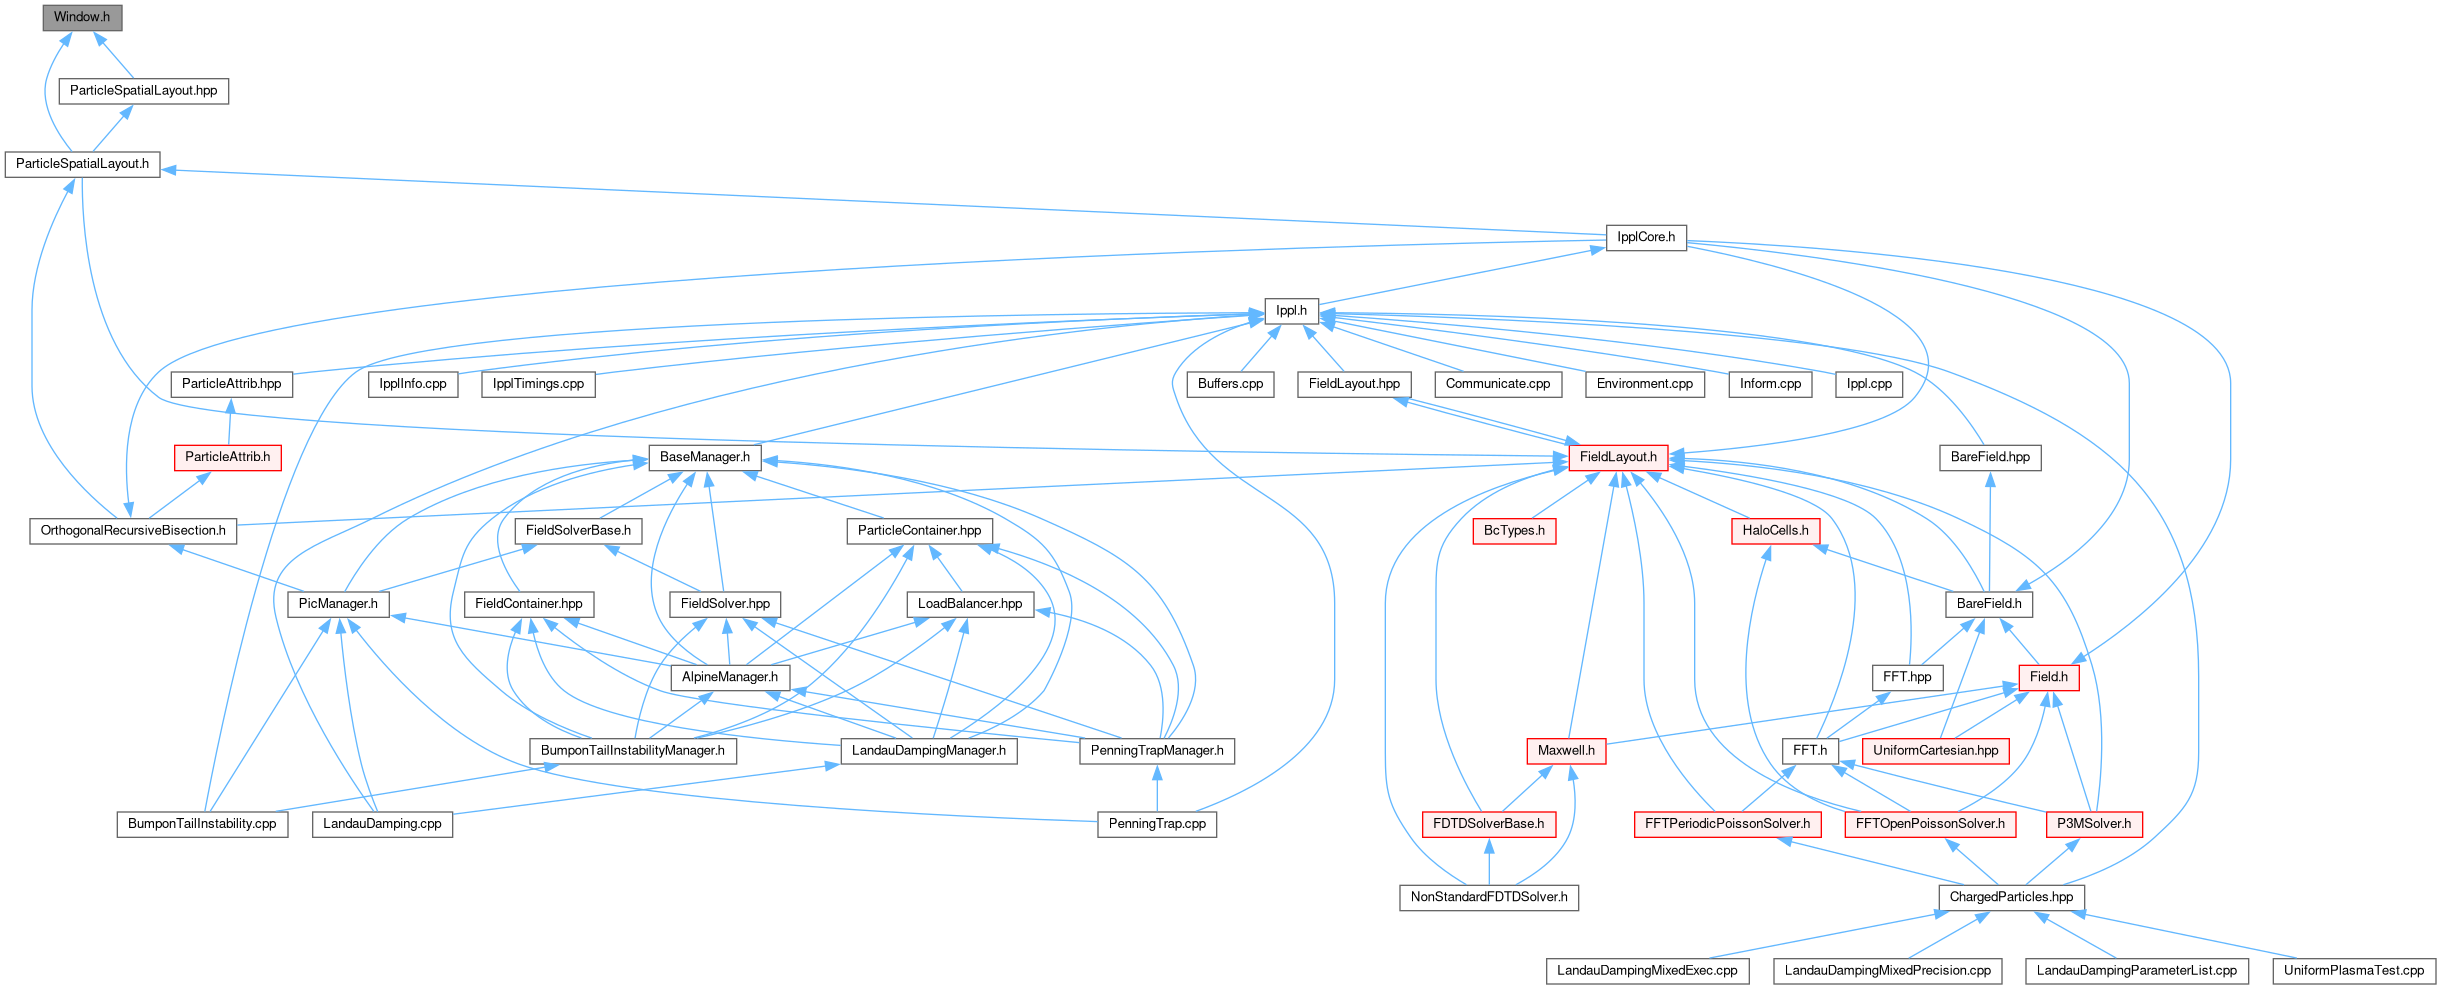 Window.h
ParticleSpatialLayout.hpp
ParticleSpatialLayout.h
IpplCore.h
Ippl.h
ParticleAttrib.hpp
IpplInfo.cpp
IpplTimings.cpp
Buffers.cpp
FieldLayout.hpp
Communicate.cpp
Environment.cpp
Inform.cpp
Ippl.cpp
ParticleAttrib.h
BaseManager.h
FieldLayout.h
BareField.hpp
OrthogonalRecursiveBisection.h
FieldSolverBase.h
ParticleContainer.hpp
BcTypes.h
HaloCells.h
PicManager.h
FieldContainer.hpp
FieldSolver.hpp
LoadBalancer.hpp
BareField.h
AlpineManager.h
FFT.hpp
Field.h
BumponTailInstabilityManager.h
LandauDampingManager.h
PenningTrapManager.h
Maxwell.h
FFT.h
UniformCartesian.hpp
BumponTailInstability.cpp
LandauDamping.cpp
PenningTrap.cpp
FDTDSolverBase.h
FFTPeriodicPoissonSolver.h
FFTOpenPoissonSolver.h
P3MSolver.h
NonStandardFDTDSolver.h
ChargedParticles.hpp
LandauDampingMixedExec.cpp
LandauDampingMixedPrecision.cpp
LandauDampingParameterList.cpp
UniformPlasmaTest.cpp